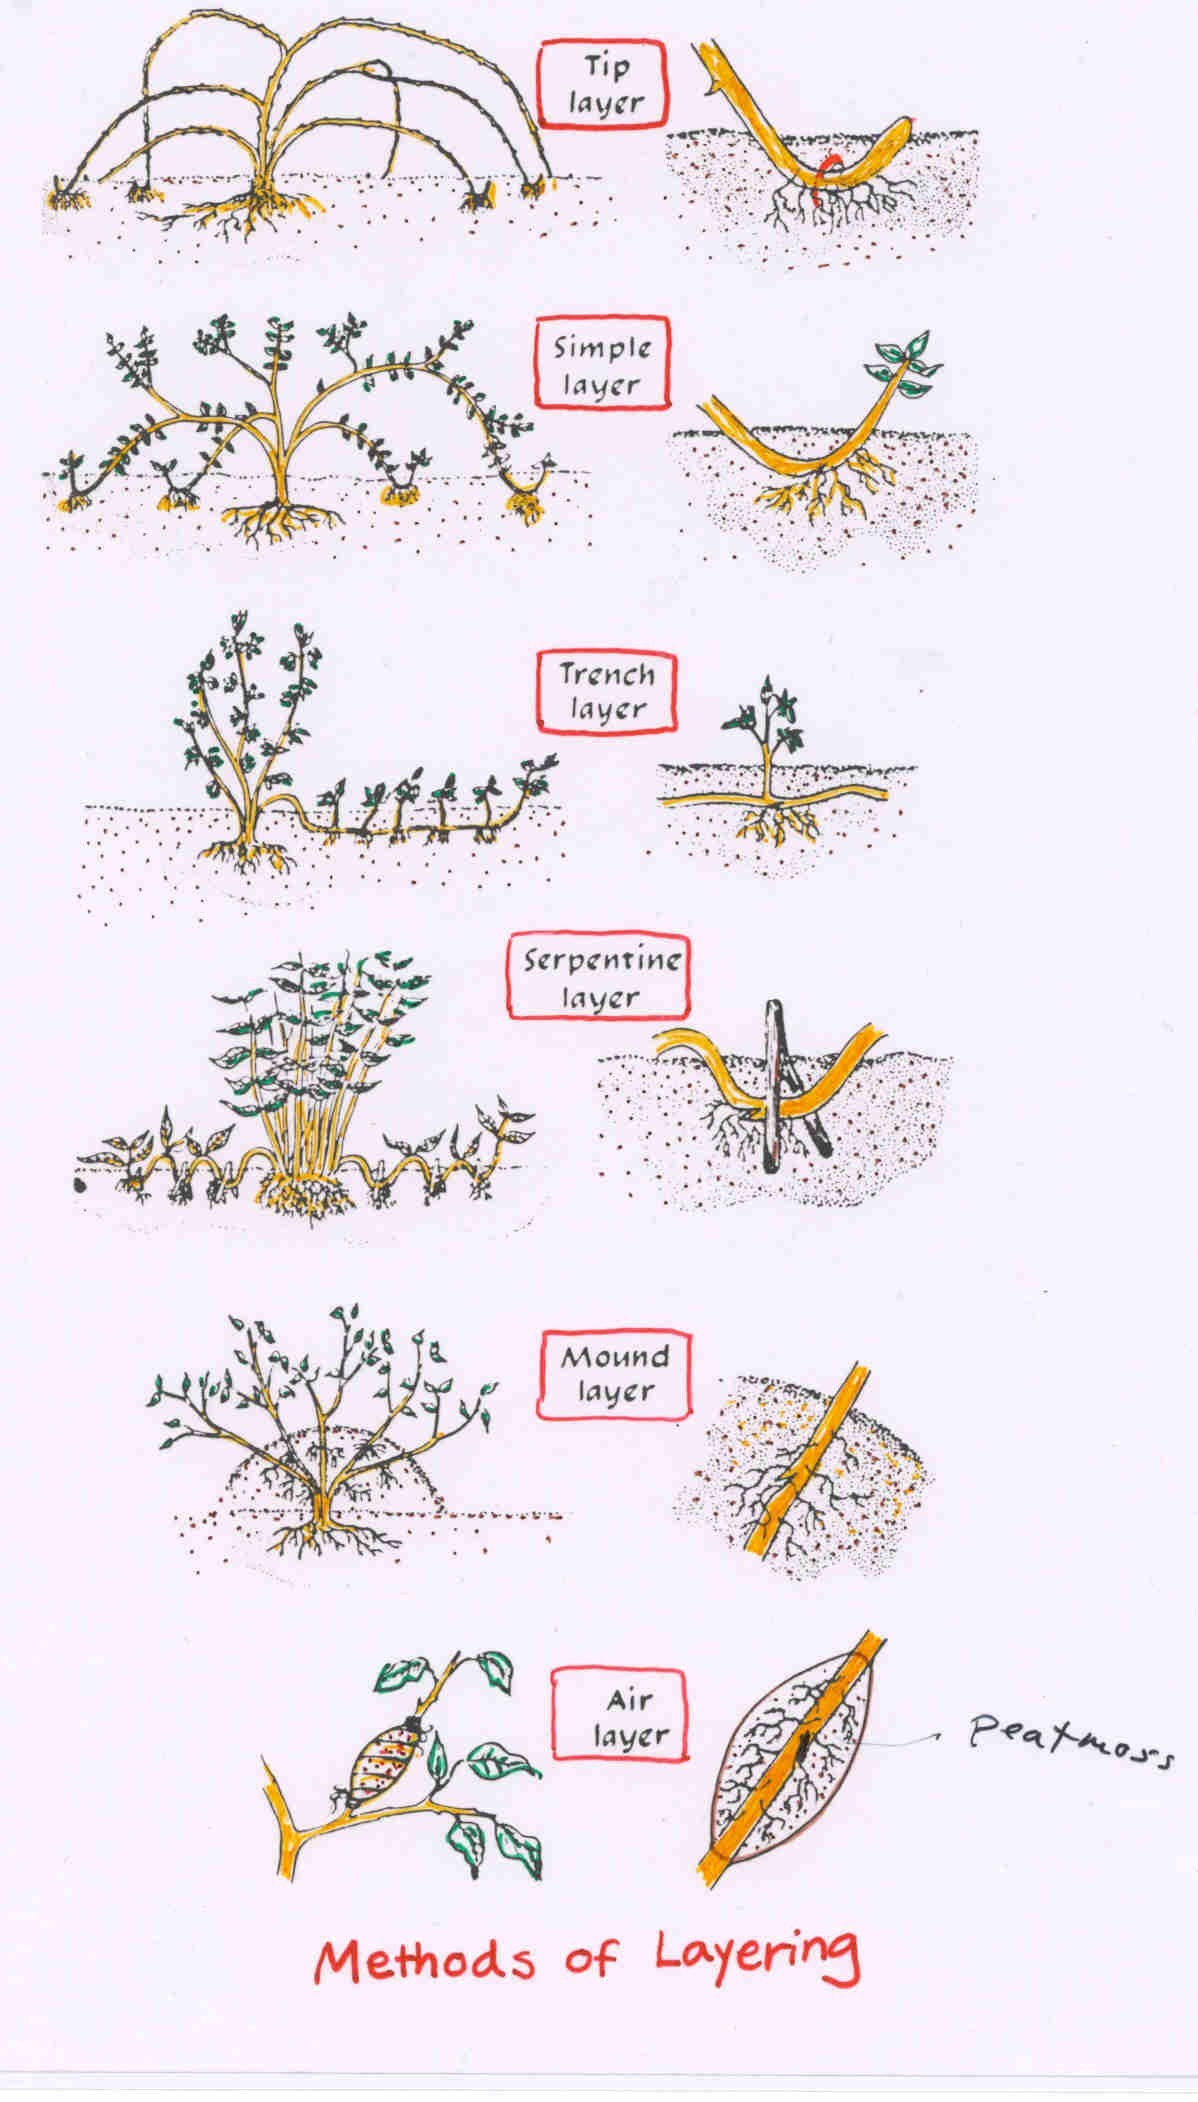 Tip
layer
Simple
layer
Trench
layer
Serpentine
layer
Mound
layer
Air
layer
Peatmoss
Methods of Layering